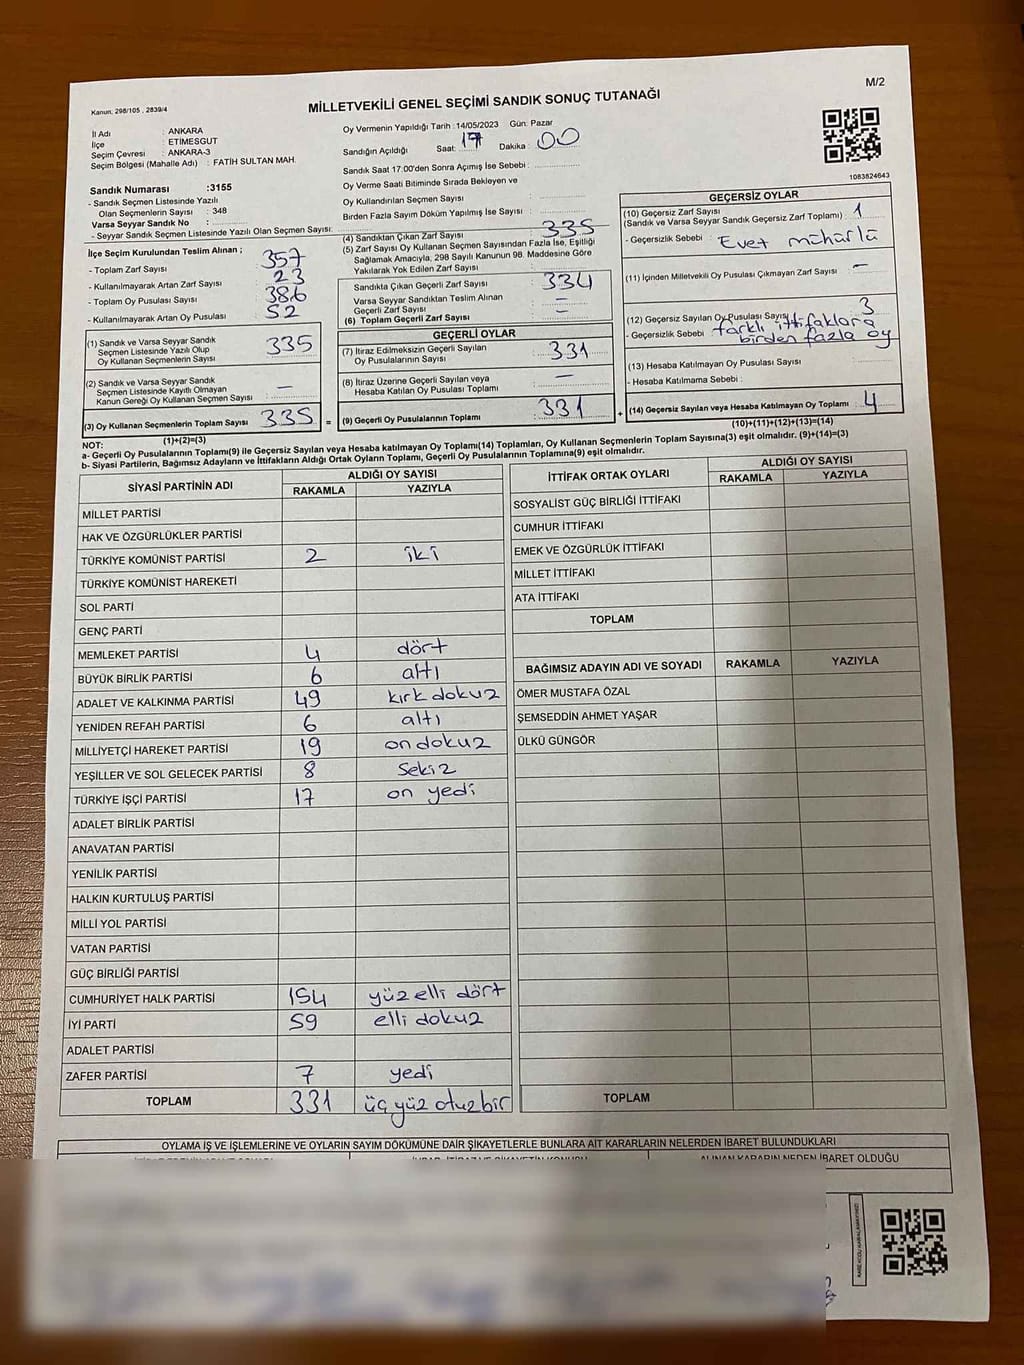 M/2
Kanun: 298/105 , 2839/4
MİLLETVEKİLİ GENEL SEÇİMİ SANDIK SONUÇ TUTANAĞI
İl Adı : ANKARA
İlçe : ETİMESGUT
Seçim Çevresi : ANKARA-3
Seçim Bölgesi (Mahalle Adı) : FATİH SULTAN MAH.
Oy Vermenin Yapıldığı Tarih :14/05/2023 Gün: Pazar
Sandığın Açıldığı Saat: 17 Dakika: 00
Sandık Saat 17:00'den Sonra Açımış İse Sebebi :
Oy Verme Saati Bitiminde Sırada Bekleyen ve
Oy Kullandırılan Seçmen Sayısı :
Birden Fazla Sayım Döküm Yapılmış İse Sayısı :
1083824643
Sandık Numarası :3155
- Sandık Seçmen Listesinde Yazılı
Olan Seçmenlerin Sayısı : 348
Varsa Seyyar Sandık No :
- Seyyar Sandık Seçmen Listesinde Yazılı Olan Seçmen Sayısı:
İlçe Seçim Kurulundan Teslim Alınan ;
- Toplam Zarf Sayısı : 357
- Kullanılmayarak Artan Zarf Sayısı : 23
- Toplam Oy Pusulası Sayısı : 386
- Kullanılmayarak Artan Oy Pusulası : 52
(1) Sandık ve Varsa Seyyar Sandık
Seçmen Listesinde Yazılı Olup
Oy Kullanan Seçmenlerin Sayısı : 335
(2) Sandık ve Varsa Seyyar Sandık
Seçmen Listesinde Kayıtlı Olmayan
Kanun Gereği Oy Kullanan Seçmen Sayısı : —
(3) Oy Kullanan Seçmenlerin Toplam Sayısı : 335 =
(1)+(2)=(3)
(4) Sandıktan Çıkan Zarf Sayısı : 335
(5) Zarf Sayısı Oy Kullanan Seçmen Sayısından Fazla İse, Eşitliği
Sağlamak Amacıyla, 298 Sayılı Kanunun 98. Maddesine Göre
Yakılarak Yok Edilen Zarf Sayısı :
Sandıkta Çıkan Geçerli Zarf Sayısı : 334
Varsa Seyyar Sandıktan Teslim Alınan
Geçerli Zarf Sayısı : —
(6) Toplam Geçerli Zarf Sayısı : —
GEÇERLİ OYLAR
(7) İtiraz Edilmeksizin Geçerli Sayılan
Oy Pusulalarının Sayısı : 331
(8) İtiraz Üzerine Geçerli Sayılan veya
Hesaba Katılan Oy Pusulası Toplamı : —
(9) Geçerli Oy Pusulalarının Toplamı : 331 +
GEÇERSİZ OYLAR
(10) Geçersiz Zarf Sayısı
(Sandık ve Varsa Seyyar Sandık Geçersiz Zarf Toplamı) : 1
- Geçersizlik Sebebi : Evet mühürlü
(11) İçinden Milletvekili Oy Pusulası Çıkmayan Zarf Sayısı : —
(12) Geçersiz Sayılan Oy Pusulası Sayısı : 3
- Geçersizlik Sebebi : farklı ittifaklara
birden fazla oy
(13) Hesaba Katılmayan Oy Pusulası Sayısı :
- Hesaba Katılmama Sebebi :
(14) Geçersiz Sayılan veya Hesaba Katılmayan Oy Toplamı : 4
(10)+(11)+(12)+(13)=(14)
NOT:
a- Geçerli Oy Pusulalarının Toplamı(9) ile Geçersiz Sayılan veya Hesaba katılmayan Oy Toplamı(14) Toplamları, Oy Kullanan Seçmenlerin Toplam Sayısına(3) eşit olmalıdır. (9)+(14)=(3)
b- Siyasi Partilerin, Bağımsız Adayların ve İttifakların Aldığı Ortak Oyların Toplamı, Geçerli Oy Pusulalarının Toplamına(9) eşit olmalıdır.
SİYASİ PARTİNİN ADI ALDIĞI OY SAYISI
RAKAMLA YAZIYLA
MİLLET PARTİSİ
HAK VE ÖZGÜRLÜKLER PARTİSİ
TÜRKİYE KOMÜNİST PARTİSİ 2 iki
TÜRKİYE KOMÜNİST HAREKETİ
SOL PARTİ
GENÇ PARTİ
MEMLEKET PARTİSİ 4 dört
BÜYÜK BİRLİK PARTİSİ 6 altı
ADALET VE KALKINMA PARTİSİ 49 kırk dokuz
YENİDEN REFAH PARTİSİ 6 altı
MİLLİYETÇİ HAREKET PARTİSİ 19 on dokuz
YEŞİLLER VE SOL GELECEK PARTİSİ 8 sekiz
TÜRKİYE İŞÇİ PARTİSİ 17 on yedi
ADALET BİRLİK PARTİSİ
ANAVATAN PARTİSİ
YENİLİK PARTİSİ
HALKIN KURTULUŞ PARTİSİ
MİLLİ YOL PARTİSİ
VATAN PARTİSİ
GÜÇ BİRLİĞİ PARTİSİ
CUMHURİYET HALK PARTİSİ 154 yüz elli dört
İYİ PARTİ 59 elli dokuz
ADALET PARTİSİ
ZAFER PARTİSİ 7 yedi
TOPLAM 331 üç yüz otuz bir
İTTİFAK ORTAK OYLARI ALDIĞI OY SAYISI
RAKAMLA YAZIYLA
SOSYALİST GÜÇ BİRLİĞİ İTTİFAKI
CUMHUR İTTİFAKI
EMEK VE ÖZGÜRLÜK İTTİFAKI
MİLLET İTTİFAKI
ATA İTTİFAKI
TOPLAM
BAĞIMSIZ ADAYIN ADI VE SOYADI RAKAMLA YAZIYLA
ÖMER MUSTAFA ÖZAL
ŞEMSEDDİN AHMET YAŞAR
ÜLKÜ GÜNGÖR
TOPLAM
OYLAMA İŞ VE İŞLEMLERİNE VE OYLARIN SAYIM DÖKÜMÜNE DAİR ŞİKAYETLERLE BUNLARA AİT KARARLARIN NELERDEN İBARET BULUNDUKLARI
ALINAN KARARIN NEDEN İBARET OLDUĞU